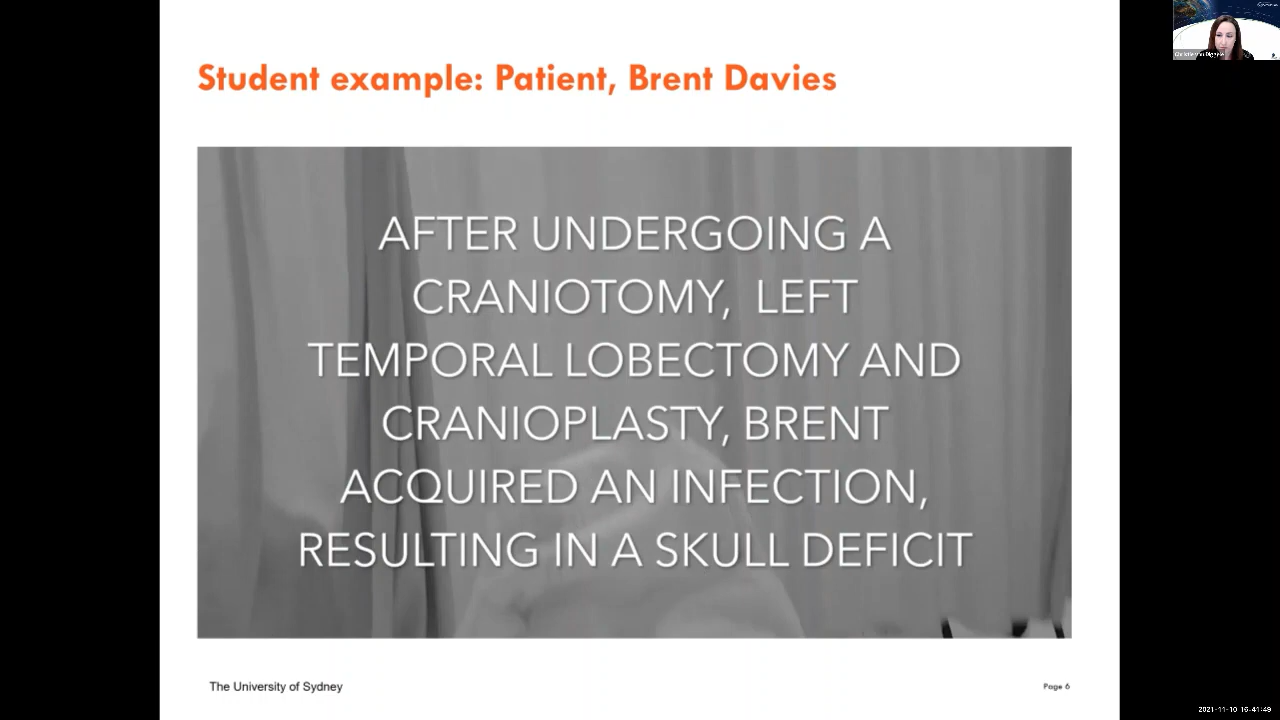 Student example: Patient, Brent Davies
AFTER UNDERGOING A
CRANIOTOMY, LEFT
TEMPORAL LOBECTOMY AND
CRANIOPLASTY, BRENT
ACQUIRED AN INFECTION,
RESULTING IN A SKULL DEFICIT
The University of Sydney
Page 6
2021-11-10 16:41:49